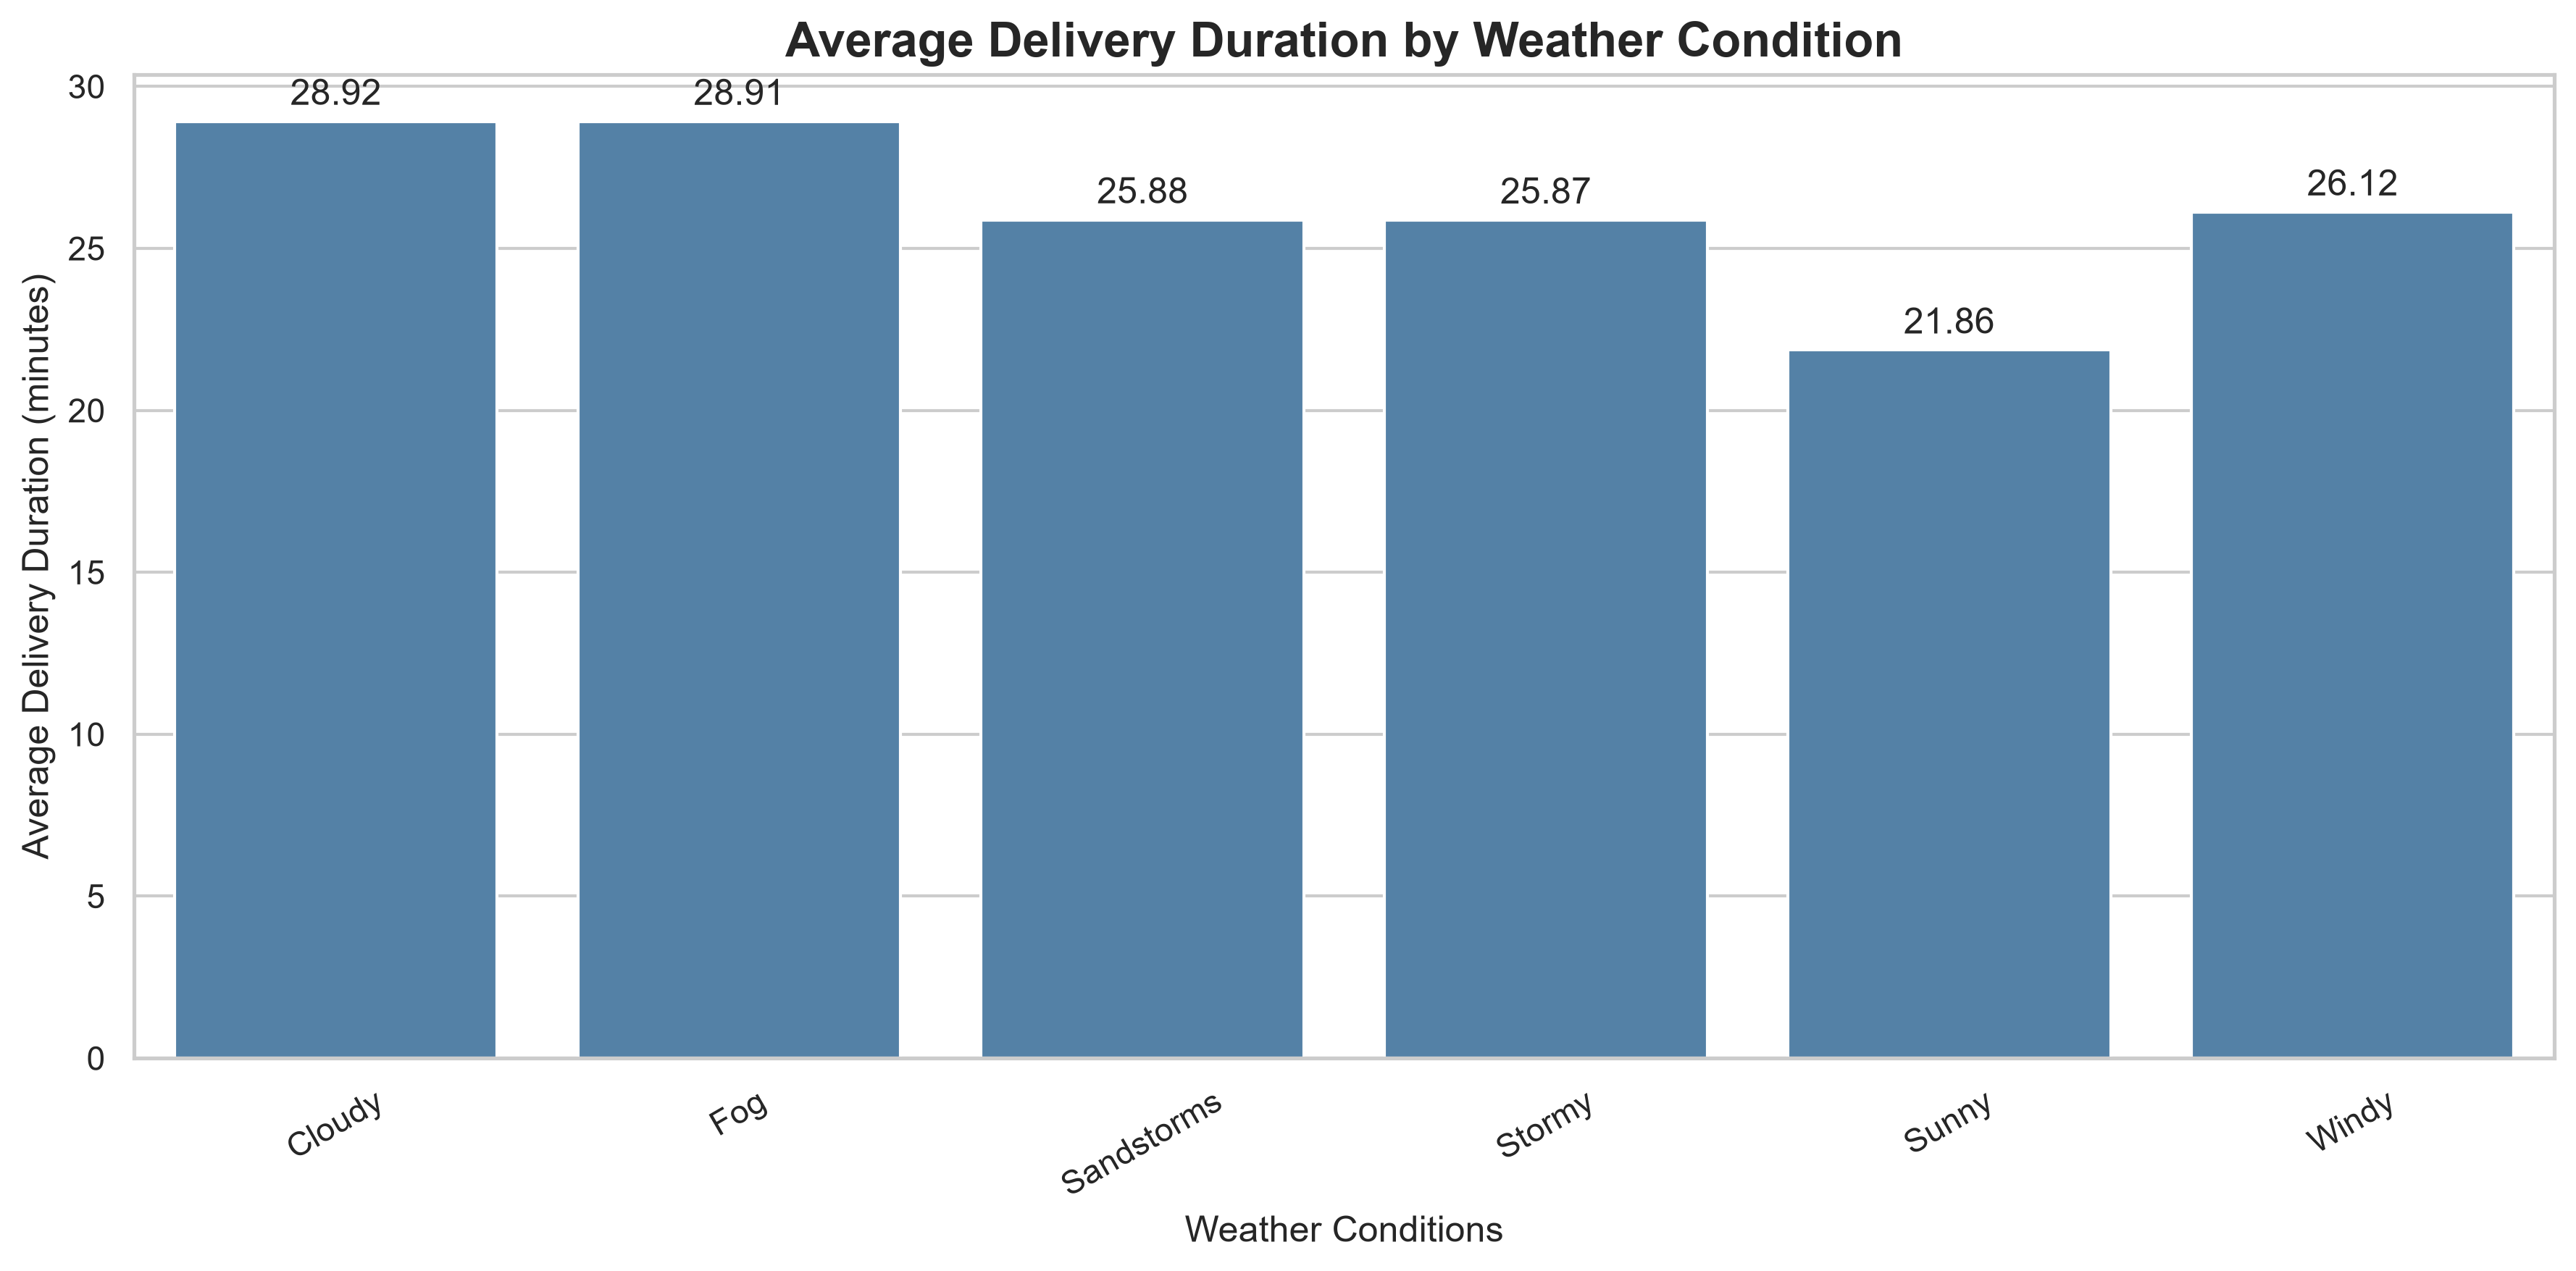 Average Delivery Duration by Weather Condition
30
25
20
15
10
5
0
Average Delivery Duration (minutes)
28.92
28.91
25.88
25.87
21.86
26.12
Cloudy
Fog
Sandstorms
Stormy
Sunny
Windy
Weather Conditions